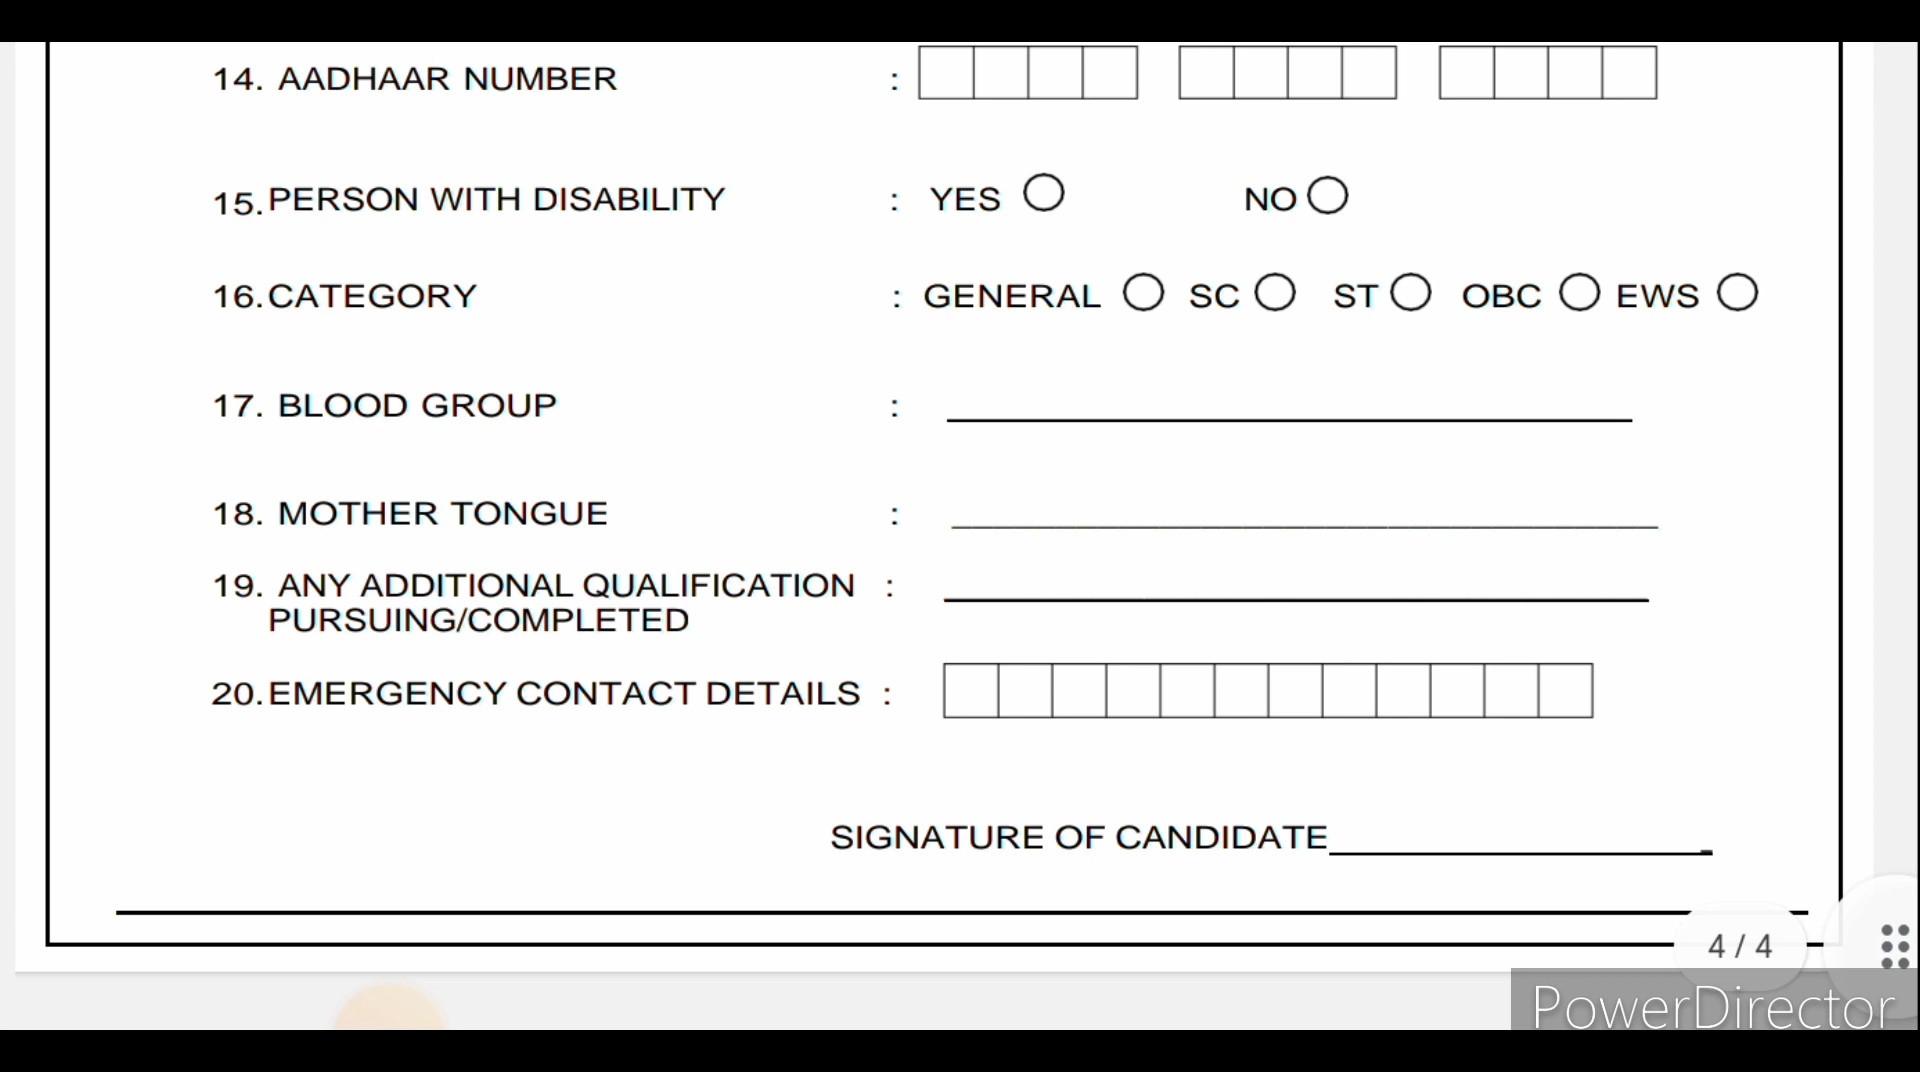 14. AADHAAR NUMBER :
15. PERSON WITH DISABILITY : YES NO
16. CATEGORY : GENERAL SC ST OBC EWS
17. BLOOD GROUP :
18. MOTHER TONGUE :
19. ANY ADDITIONAL QUALIFICATION :
PURSUING/COMPLETED
20. EMERGENCY CONTACT DETAILS :
SIGNATURE OF CANDIDATE
4 / 4
PowerDirector